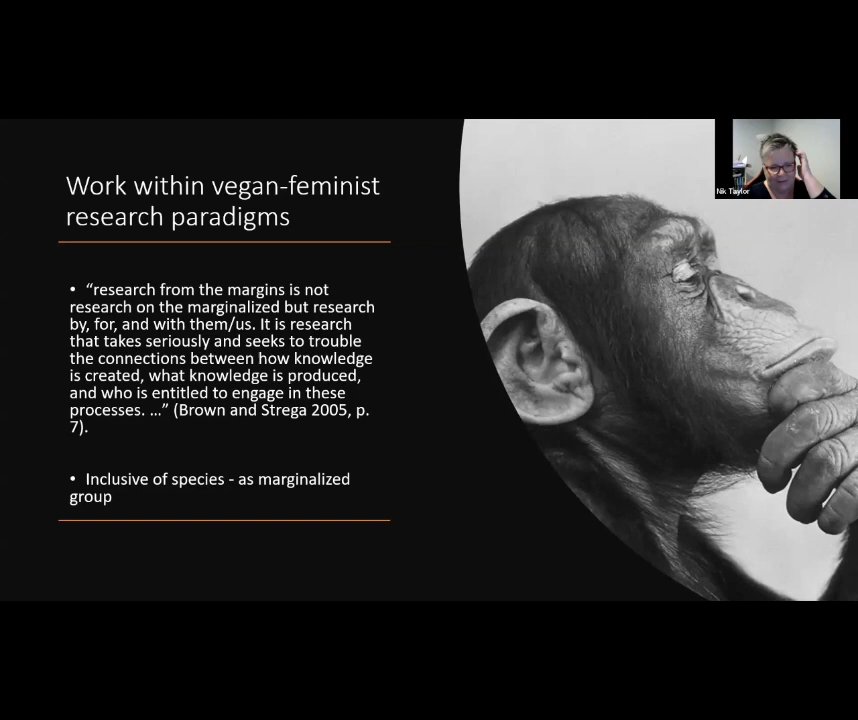 Work within vegan-feminist
research paradigms
• “research from the margins is not
research on the marginalized but research
by, for, and with them/us. It is research
that takes seriously and seeks to trouble
the connections between how knowledge
is created, what knowledge is produced,
and who is entitled to engage in these
processes. …” (Brown and Strega 2005, p.
7).
• Inclusive of species - as marginalized
group
Nik Taylor